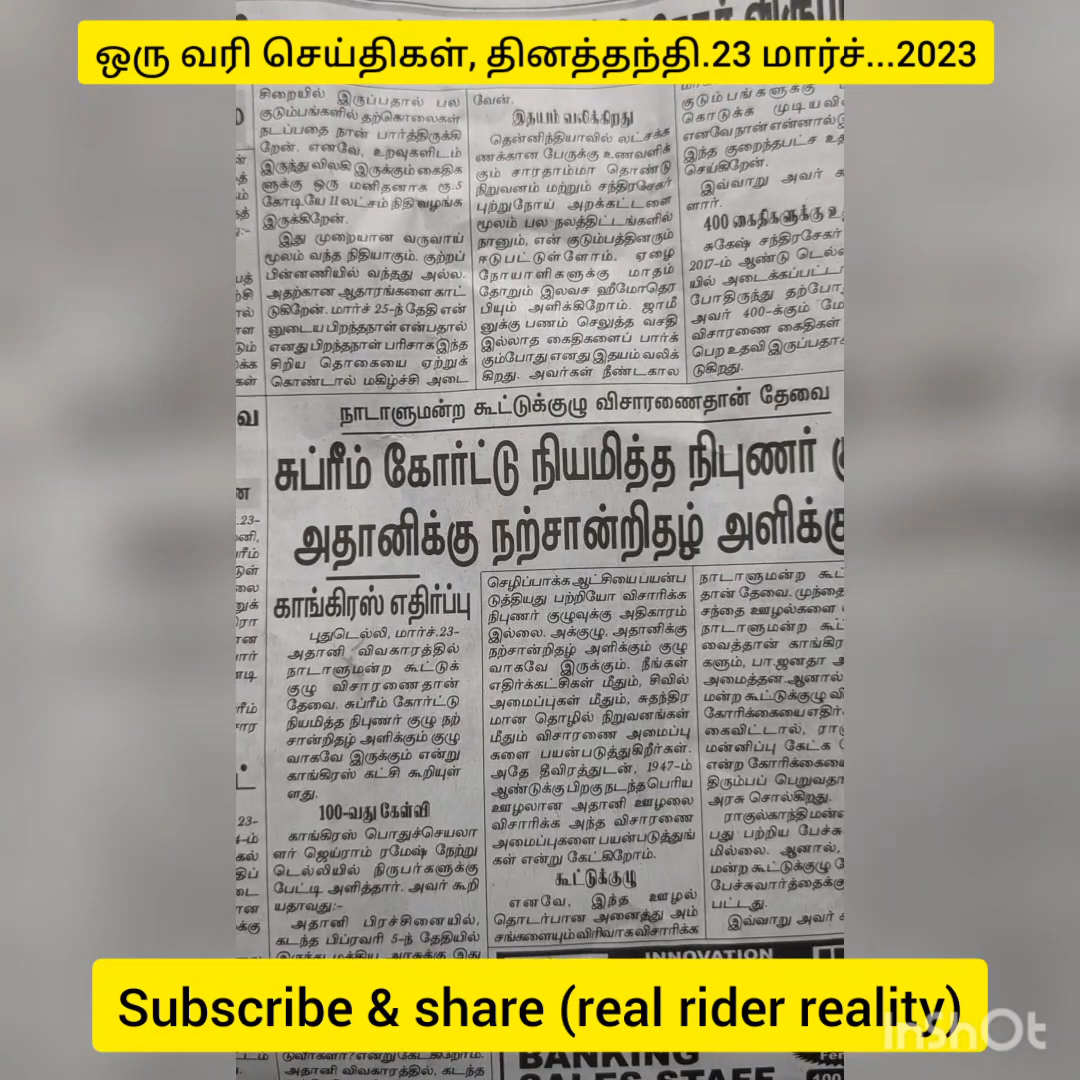 ஒரு வரி செய்திகள், தினத்தந்தி.23 மார்ச்...2023
சிறையில் இருப்பதால் பல
குடும்பங்களில் தற்கொலைகள்
நடப்பதை நான் பார்த்திருக்கி
றேன். எனவே, உறவுகளிடம்
இருந்து விலகி இருக்கும் கைதிக
ளுக்கு ஒரு மனிதனாக ரூ.5
கோடியே 11 லட்சம் நிதி வழங்க
இருக்கிறேன்.
இது முறையான வருவாய்
மூலம் வந்த நிதியாகும். குற்றப்
பின்னணியில் வந்தது அல்ல.
அதற்கான ஆதாரங்களை காட்
டுகிறேன். மார்ச் 25-ந் தேதி என்
னுடைய பிறந்தநாள் என்பதால்
எனது பிறந்தநாள் பரிசாக இந்த
சிறிய தொகையை ஏற்றுக்
கொண்டால் மகிழ்ச்சி அடை
வேன்.
இதயம் வலிக்கிறது
தென்னிந்தியாவில் லட்சக்க
ணக்கான பேருக்கு உணவளிக்
கும் சாரதாம்மா தொண்டு
நிறுவனம் மற்றும் சந்திரசேகர்
புற்றுநோய் அறக்கட்டளை
மூலம் பல நலத்திட்டங்களில்
நானும், என் குடும்பத்தினரும்
ஈடுபட்டுள்ளோம். ஏழை
நோயாளிகளுக்கு மாதம்
தோறும் இலவச ஹீமோதெர
பியும் அளிக்கிறோம். ஜாமீ
னுக்கு பணம் செலுத்த வசதி
இல்லாத கைதிகளைப் பார்க்
கும்போது எனது இதயம் வலிக்
கிறது. அவர்கள் நீண்டகால
குடும்பங்களுக்கு
கொடுக்க முடியவி
எனவே நான் என்னால்
இந்த குறைந்தபட்ச உத
செய்கிறேன்.
இவ்வாறு அவர் க
ளார்.
400 கைதிகளுக்கு உ
சுகேஷ் சந்திரசேகர்
2017-ம் ஆண்டு டெல்
யில் அடைக்கப்பட்டா
போதிருந்து தற்போ
அவர் 400-க்கும் மே
விசாரணை கைதிகள்
பெற உதவி இருப்பதாக
டுகிறது.
நாடாளுமன்ற கூட்டுக்குழு விசாரணைதான் தேவை
சுப்ரீம் கோர்ட்டு நியமித்த நிபுணர்
அதானிக்கு நற்சான்றிதழ் அளிக்கு
காங்கிரஸ் எதிர்ப்பு
புதுடெல்லி, மார்ச்.23-
அதானி விவகாரத்தில்
நாடாளுமன்ற கூட்டுக்
குழு விசாரணைதான்
தேவை. சுப்ரீம் கோர்ட்டு
நியமித்த நிபுணர் குழு நற்
சான்றிதழ் அளிக்கும் குழு
வாகவே இருக்கும் என்று
காங்கிரஸ் கட்சி கூறியுள்
ளது.
100-வது கேள்வி
காங்கிரஸ் பொதுச்செயலா
ளர் ஜெய்ராம் ரமேஷ் நேற்று
டெல்லியில் நிருபர்களுக்கு
பேட்டி அளித்தார். அவர் கூறி
யதாவது:-
அதானி பிரச்சினையில்,
கடந்த பிப்ரவரி 5-ந் தேதியில்
செழிப்பாக்க ஆட்சியை பயன்ப
டுத்தியது பற்றியோ விசாரிக்க
நிபுணர் குழுவுக்கு அதிகாரம்
இல்லை. அக்குழு, அதானிக்கு
நற்சான்றிதழ் அளிக்கும் குழு
வாகவே இருக்கும். நீங்கள்
எதிர்க்கட்சிகள் மீதும், சிவில்
அமைப்புகள் மீதும், சுதந்திர
மான தொழில் நிறுவனங்கள்
மீதும் விசாரணை அமைப்பு
களை பயன்படுத்துகிறீர்கள்.
அதே தீவிரத்துடன், 1947-ம்
ஆண்டுக்கு பிறகு நடந்த பெரிய
ஊழலான அதானி ஊழலை
விசாரிக்க அந்த விசாரணை
அமைப்புகளை பயன்படுத்துங்
கள் என்று கேட்கிறோம்.
கூட்டுக்குழு
எனவே, இந்த ஊழல்
தொடர்பான அனைத்து அம்
சங்களையும் விரிவாக விசாரிக்க
நாடாளுமன்ற கூட்
தான் தேவை. முந்தை
சந்தை ஊழல்களை
நாடாளுமன்ற கூட்
வைத்தான் காங்கிர
களும், பா.ஜனதா அ
அமைத்தன. ஆனால்
மன்ற கூட்டுக்குழு வி
கோரிக்கையை எதிர்
கைவிட்டால், ராகு
மன்னிப்பு கேட்க
என்ற கோரிக்கையை
திரும்பப் பெறுவதா
அரசு சொல்கிறது.
ராகுல்காந்தி மன்
பது பற்றிய பேச்சு
மில்லை. ஆனால்,
மன்ற கூட்டுக்குழு
பேச்சுவார்த்தைக்கு
பட்டது.
இவ்வாறு அவர்
INNOVATION
Subscribe & share (real rider reality)
InShOt
டுவார்களா? என்று கேட்கிறோம்.
அதானி விவகாரத்தில், கடந்த
BANKING
SALES STAFF